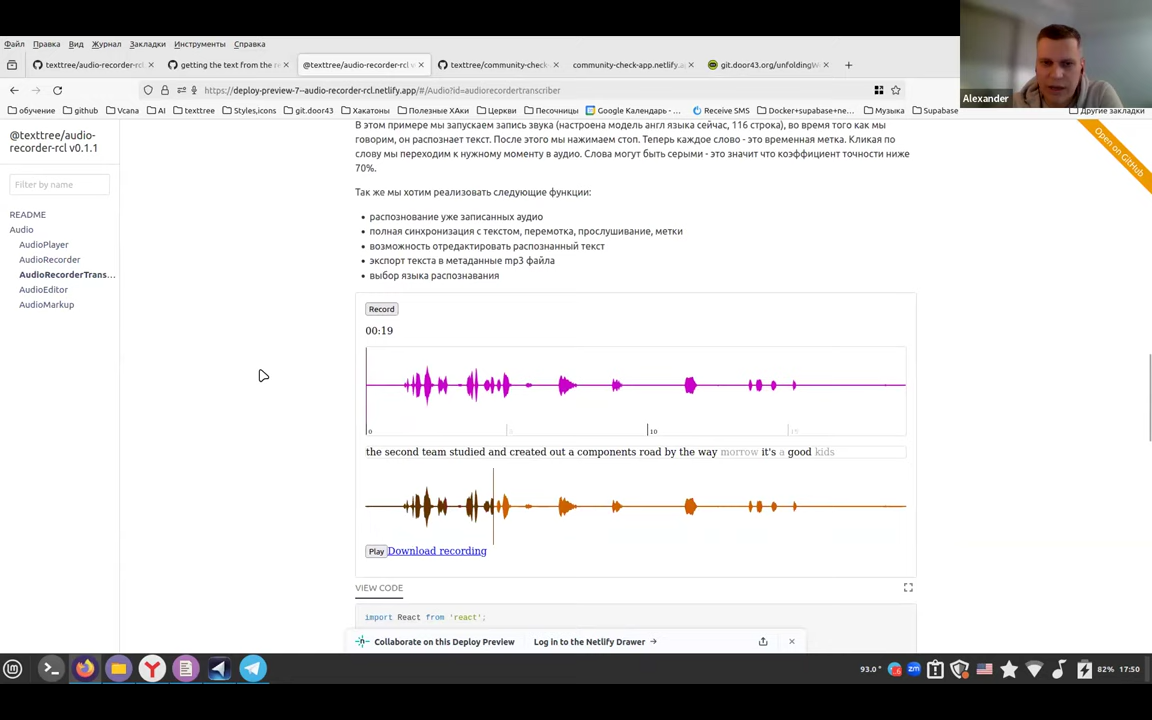 Файл Правка Вид Журнал Закладки Инструменты Справка
texttree/audio-recorder-rcl
getting the text from the re
@texttree/audio-recorder-rcl v
texttree/community-check-
community-check-app.netlify.
git.door43.org/unfoldingW
https://deploy-preview-7--audio-recorder-rcl.netlify.app/#/Audio?id=audiorecordertranscriber
обучение github Vcana AI texttree Styles,icons git.door43 Хакатоны Полезные ХАКи Церкви Песочницы Google Календарь - … Receive SMS Docker+supabase+ne… Музыка Supabase
Другие закладки
Alexander
Open on GitHub
@texttree/audio-
recorder-rcl v0.1.1
Filter by name
README
Audio
AudioPlayer
AudioRecorder
AudioRecorderTrans…
AudioEditor
AudioMarkup
В этом примере мы запускаем запись звука (настроена модель англ языка сейчас, 116 строка), во время того как мы
говорим, он распознает текст. После этого мы нажимаем стоп. Теперь каждое слово - это временная метка. Кликая по
слову мы переходим к нужному моменту в аудио. Слова могут быть серыми - это значит что коэффициент точности ниже
70%.
Так же мы хотим реализовать следующие функции:
распознование уже записанных аудио
полная синхронизация с текстом, перемотка, прослушивание, метки
возможность отредактировать распознанный текст
экспорт текста в метаданные mp3 файла
выбор языка распознавания
Record
00:19
0 10
the second team studied and created out a components road by the way morrow it's a good kids
Play Download recording
VIEW CODE
import React from 'react';
Collaborate on this Deploy Preview Log in to the Netlify Drawer →
93.0° zm 82% 17:50